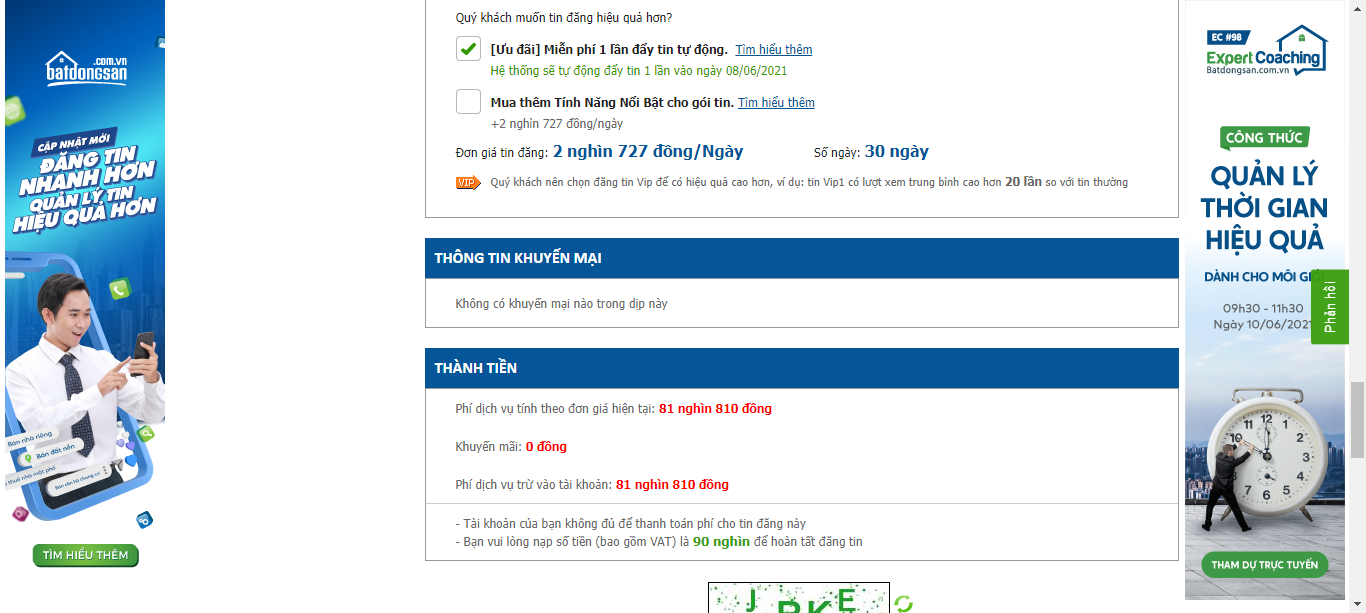 .com.vn
batdongsan
CẬP NHẬT MỚI
ĐĂNG TIN
NHANH HƠN
QUẢN LÝ TIN
HIỆU QUẢ HƠN
Bán nhà riêng
Bán đất nền
Bán căn hộ chung cư
TÌM HIỂU THÊM
Quý khách muốn tin đăng hiệu quả hơn?
[Ưu đãi] Miễn phí 1 lần đẩy tin tự động. Tìm hiểu thêm
Hệ thống sẽ tự động đẩy tin 1 lần vào ngày 08/06/2021
Mua thêm Tính Năng Nổi Bật cho gói tin. Tìm hiểu thêm
+2 nghìn 727 đồng/ngày
Đơn giá tin đăng: 2 nghìn 727 đồng/Ngày Số ngày: 30 ngày
VIP Quý khách nên chọn đăng tin Vip để có hiệu quả cao hơn, ví dụ: tin Vip1 có lượt xem trung bình cao hơn 20 lần so với tin thường
THÔNG TIN KHUYẾN MẠI
Không có khuyến mại nào trong dịp này
THÀNH TIỀN
Phí dịch vụ tính theo đơn giá hiện tại: 81 nghìn 810 đồng
Khuyến mãi: 0 đồng
Phí dịch vụ trừ vào tài khoản: 81 nghìn 810 đồng
- Tài khoản của bạn không đủ để thanh toán phí cho tin đăng này
- Bạn vui lòng nạp số tiền (bao gồm VAT) là 90 nghìn để hoàn tất đăng tin
EC #98
Expert Coaching
Batdongsan.com.vn
CÔNG THỨC
QUẢN LÝ
THỜI GIAN
HIỆU QUẢ
DÀNH CHO MÔI
09h30 - 11h30
Ngày 10/06/2021
Phản hồi
12
11 1
10 2
3
4
7 6 5
THAM DỰ TRỰC TUYẾN